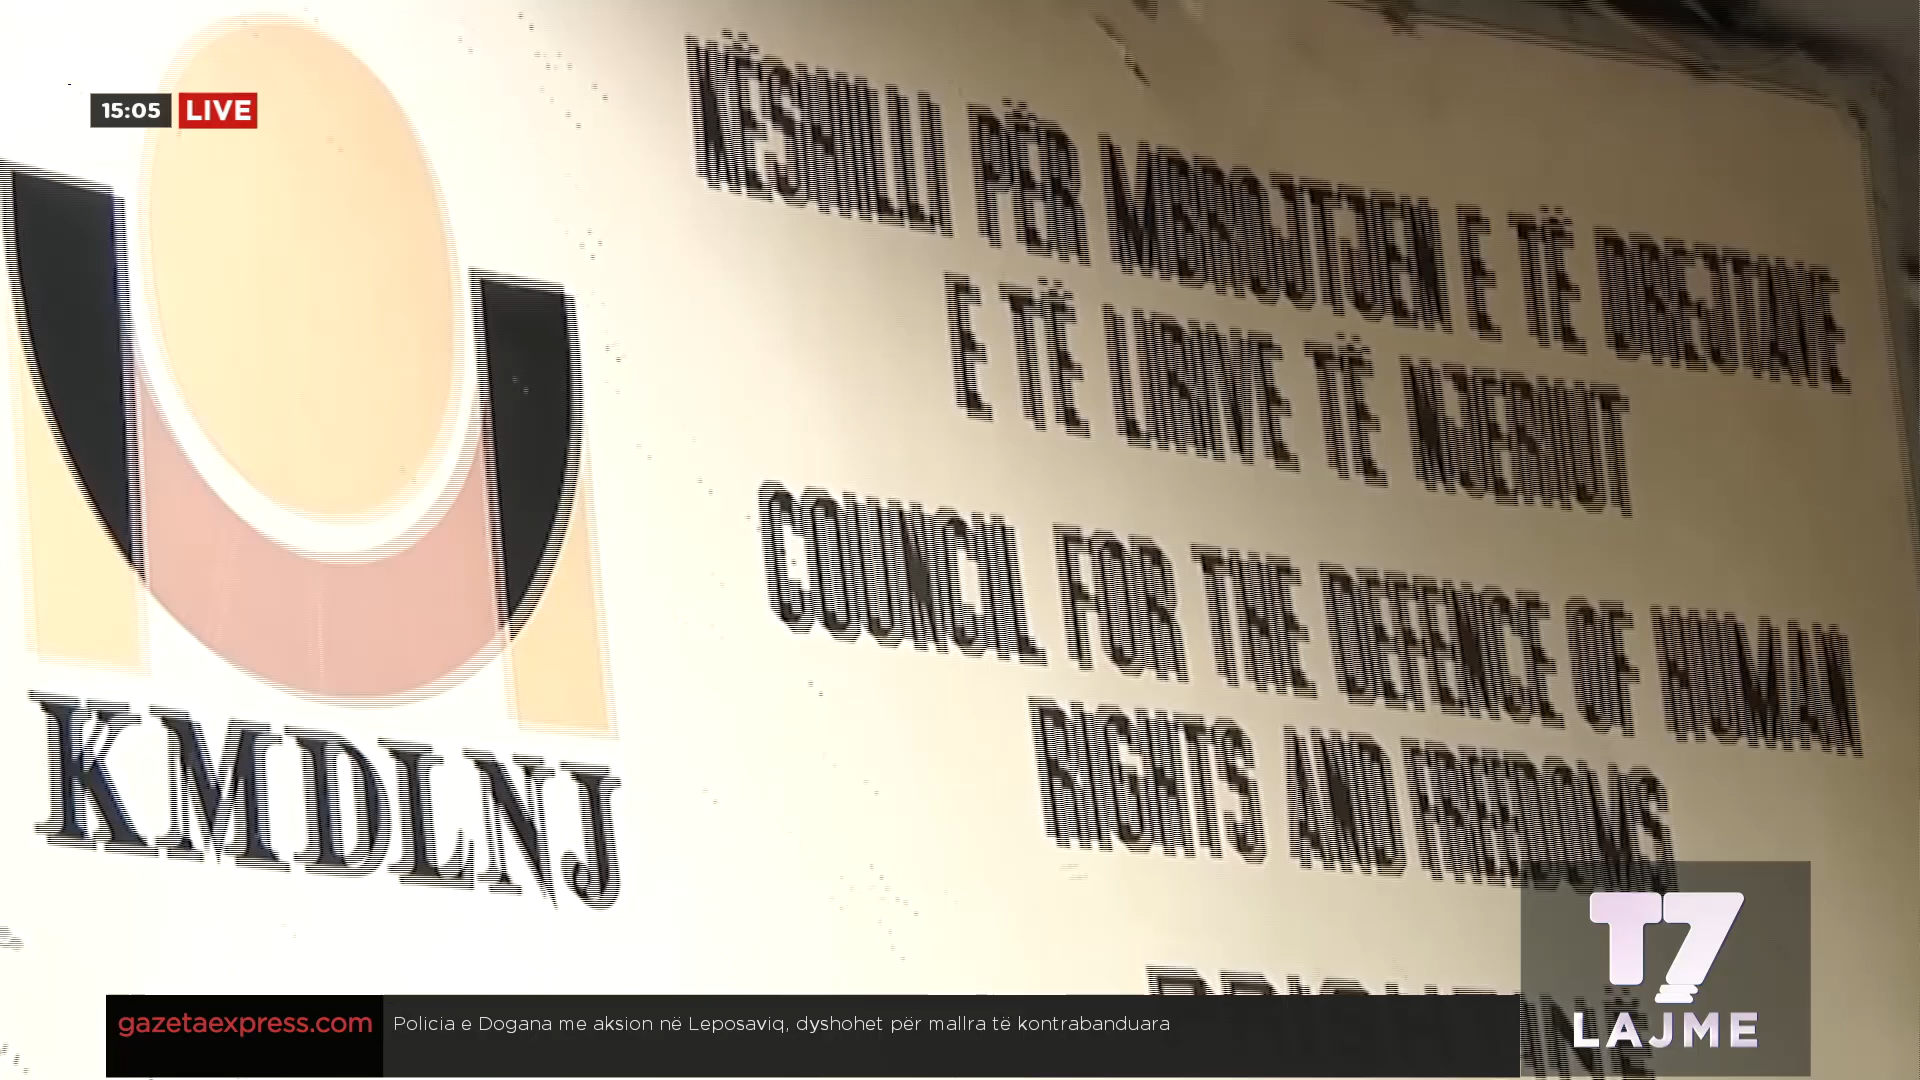 15:05 LIVE
KËSHILLI PËR MBROJTJEN E TË DREJTAVE
E TË LIRIVE TË NJERIUT
COUNCIL FOR THE DEFENCE OF HUMAN
RIGHTS AND FREEDOMS
KMDLNJ
T7
LAJME
gazetaexpress.com
Policia e Dogana me aksion në Leposaviq, dyshohet për mallra të kontrabanduara